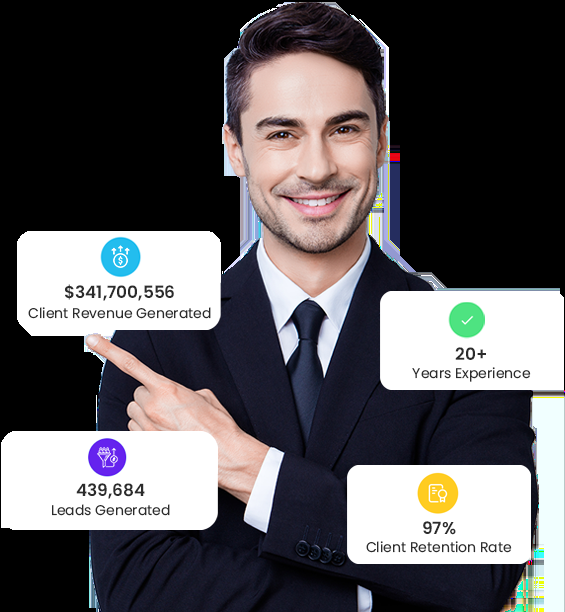 $341,700,556
Client Revenue Generated
20+
Years Experience
439,684
Leads Generated
97%
Client Retention Rate